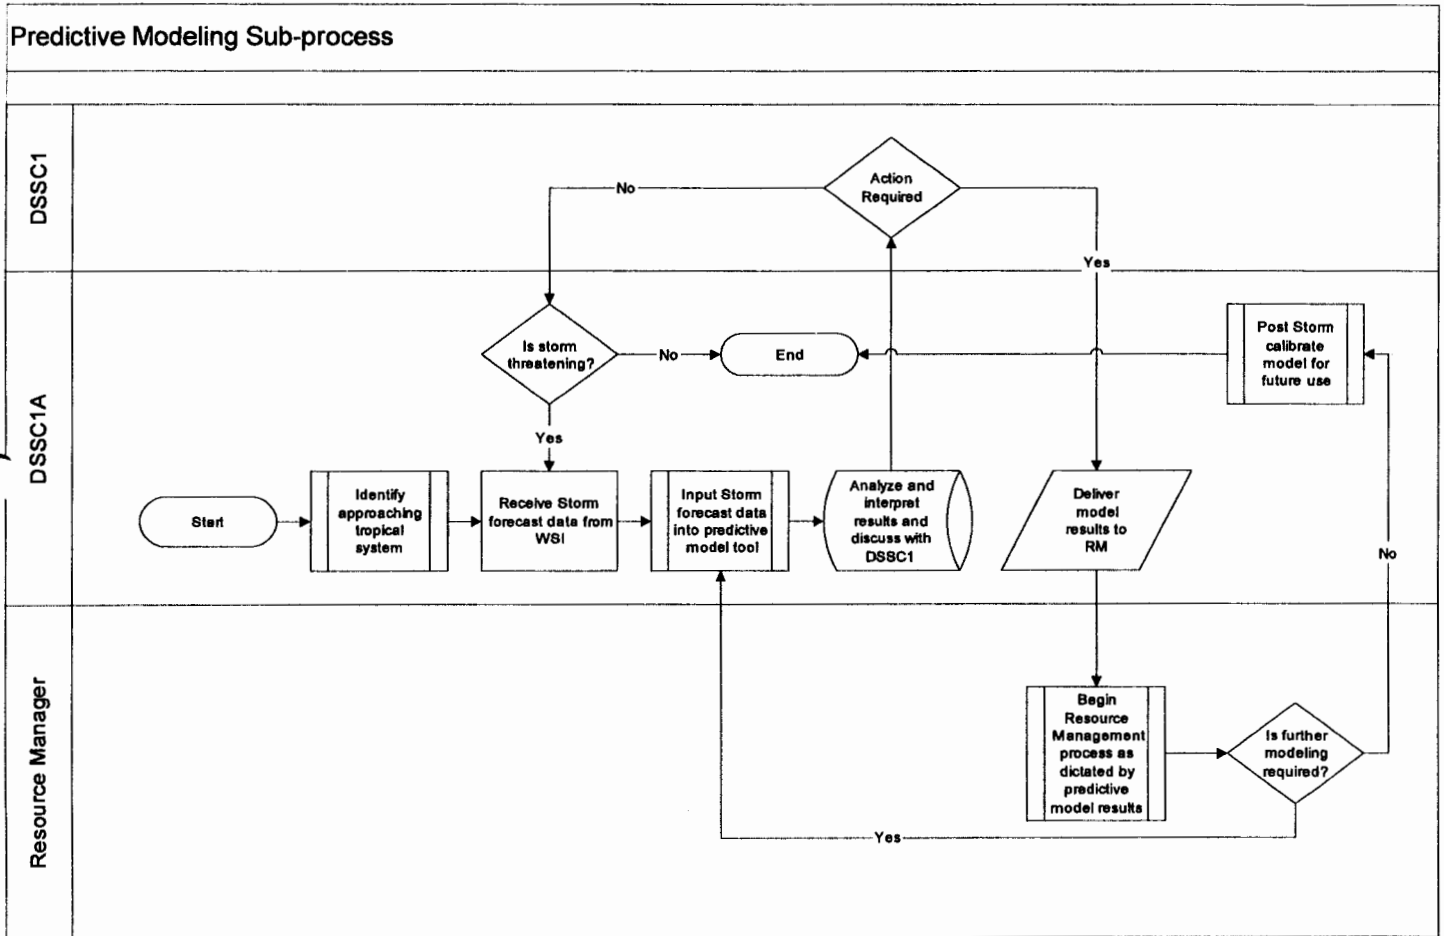 Predictive Modeling Sub-process
DSSC1
Action
Required
No
Yes
DSSC1A
Is storm
threatening?
No
End
Post Storm
calibrate
model for
future use
Yes
Start
Identify
approaching
tropical
system
Receive Storm
forecast data from
WSI
Input Storm
forecast data
into predictive
model tool
Analyze and
interpret
results and
discuss with
DSSC1
Deliver
model
results to
RM
No
Resource Manager
Begin
Resource
Management
process as
dictated by
predictive
model results
Is further
modeling
required?
Yes